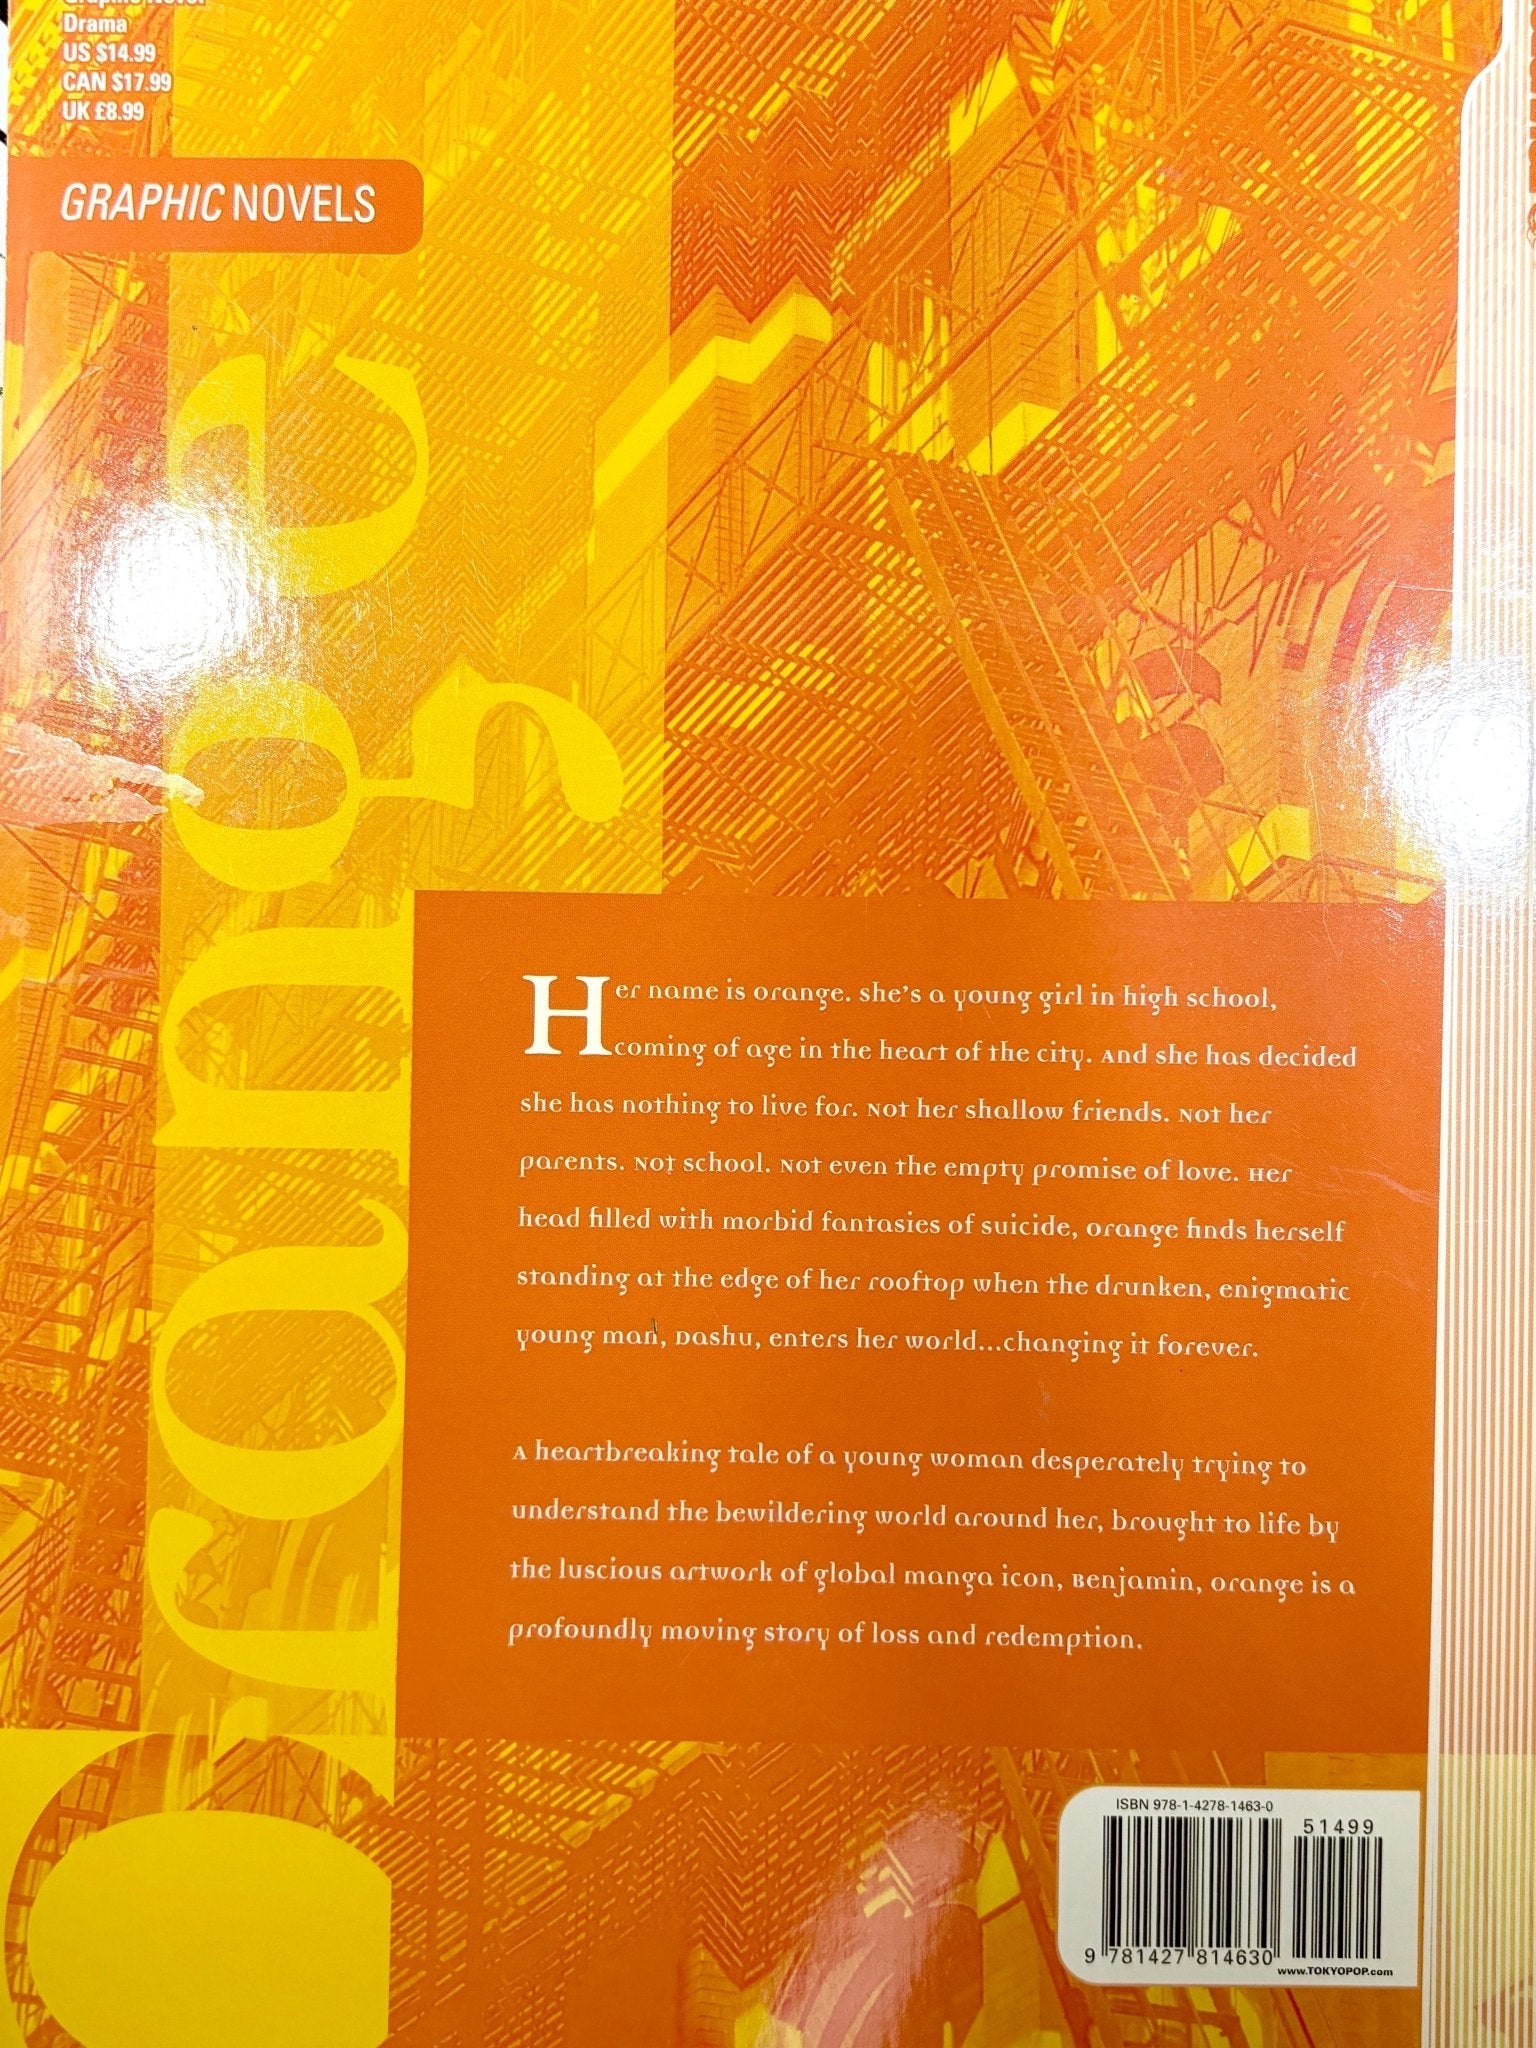 Graphic Novel
Drama
US $14.99
CAN $17.99
UK £8.99
GRAPHIC NOVELS
orange
Her name is orange. she's a young girl in high school,
coming of age in the heart of the city. And she has decided
she has nothing to live for. Not her shallow friends. Not her
parents. Not school. Not even the empty promise of love. Her
head filled with morbid fantasies of suicide, orange finds herself
standing at the edge of her rooftop when the drunken, enigmatic
young man, Dashu, enters her world...changing it forever.
A heartbreaking tale of a young woman desperately trying to
understand the bewildering world around her, brought to life by
the luscious artwork of global manga icon, Benjamin, orange is a
profoundly moving story of loss and redemption.
ISBN 978-1-4278-1463-0
51499
9 781427 814630
www.TOKYOPOP.com